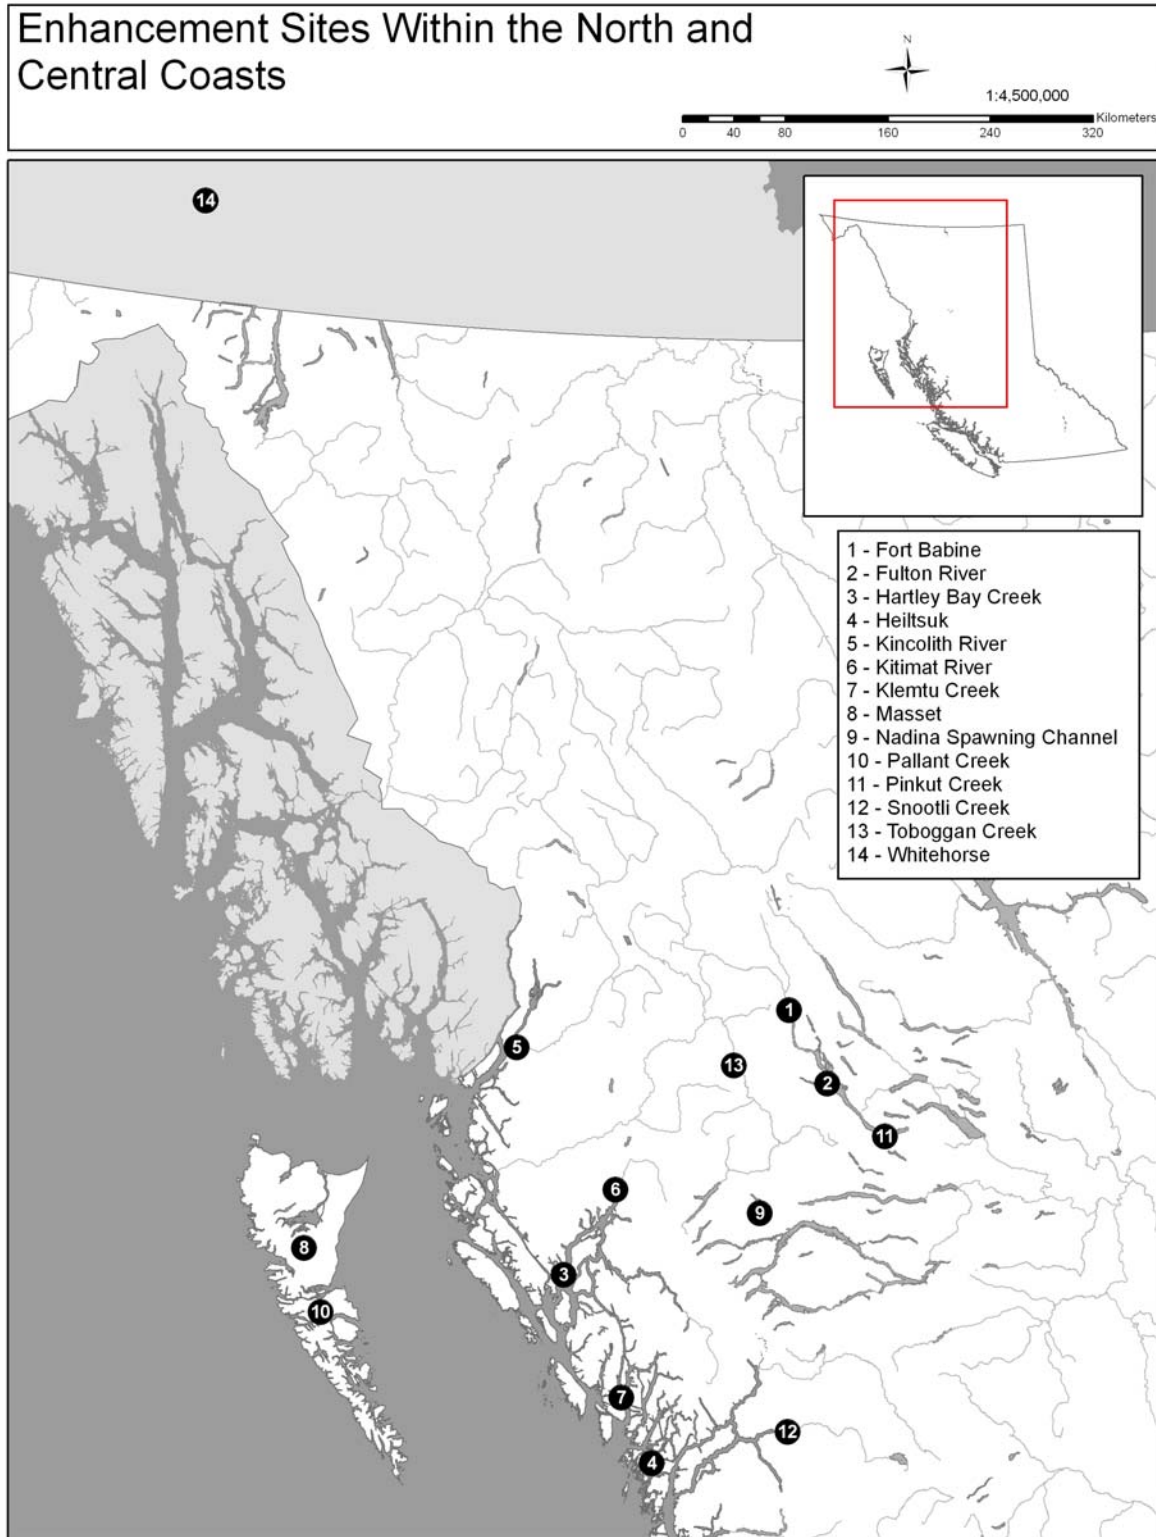 Enhancement Sites Within the North and
Central Coasts
N
1:4,500,000
Kilometers
0 40 80 160 240 320
14
1 - Fort Babine
2 - Fulton River
3 - Hartley Bay Creek
4 - Heiltsuk
5 - Kincolith River
6 - Kitimat River
7 - Klemtu Creek
8 - Masset
9 - Nadina Spawning Channel
10 - Pallant Creek
11 - Pinkut Creek
12 - Snootli Creek
13 - Toboggan Creek
14 - Whitehorse
1
5
13
2
11
6
9
8
3
10
7
12
4